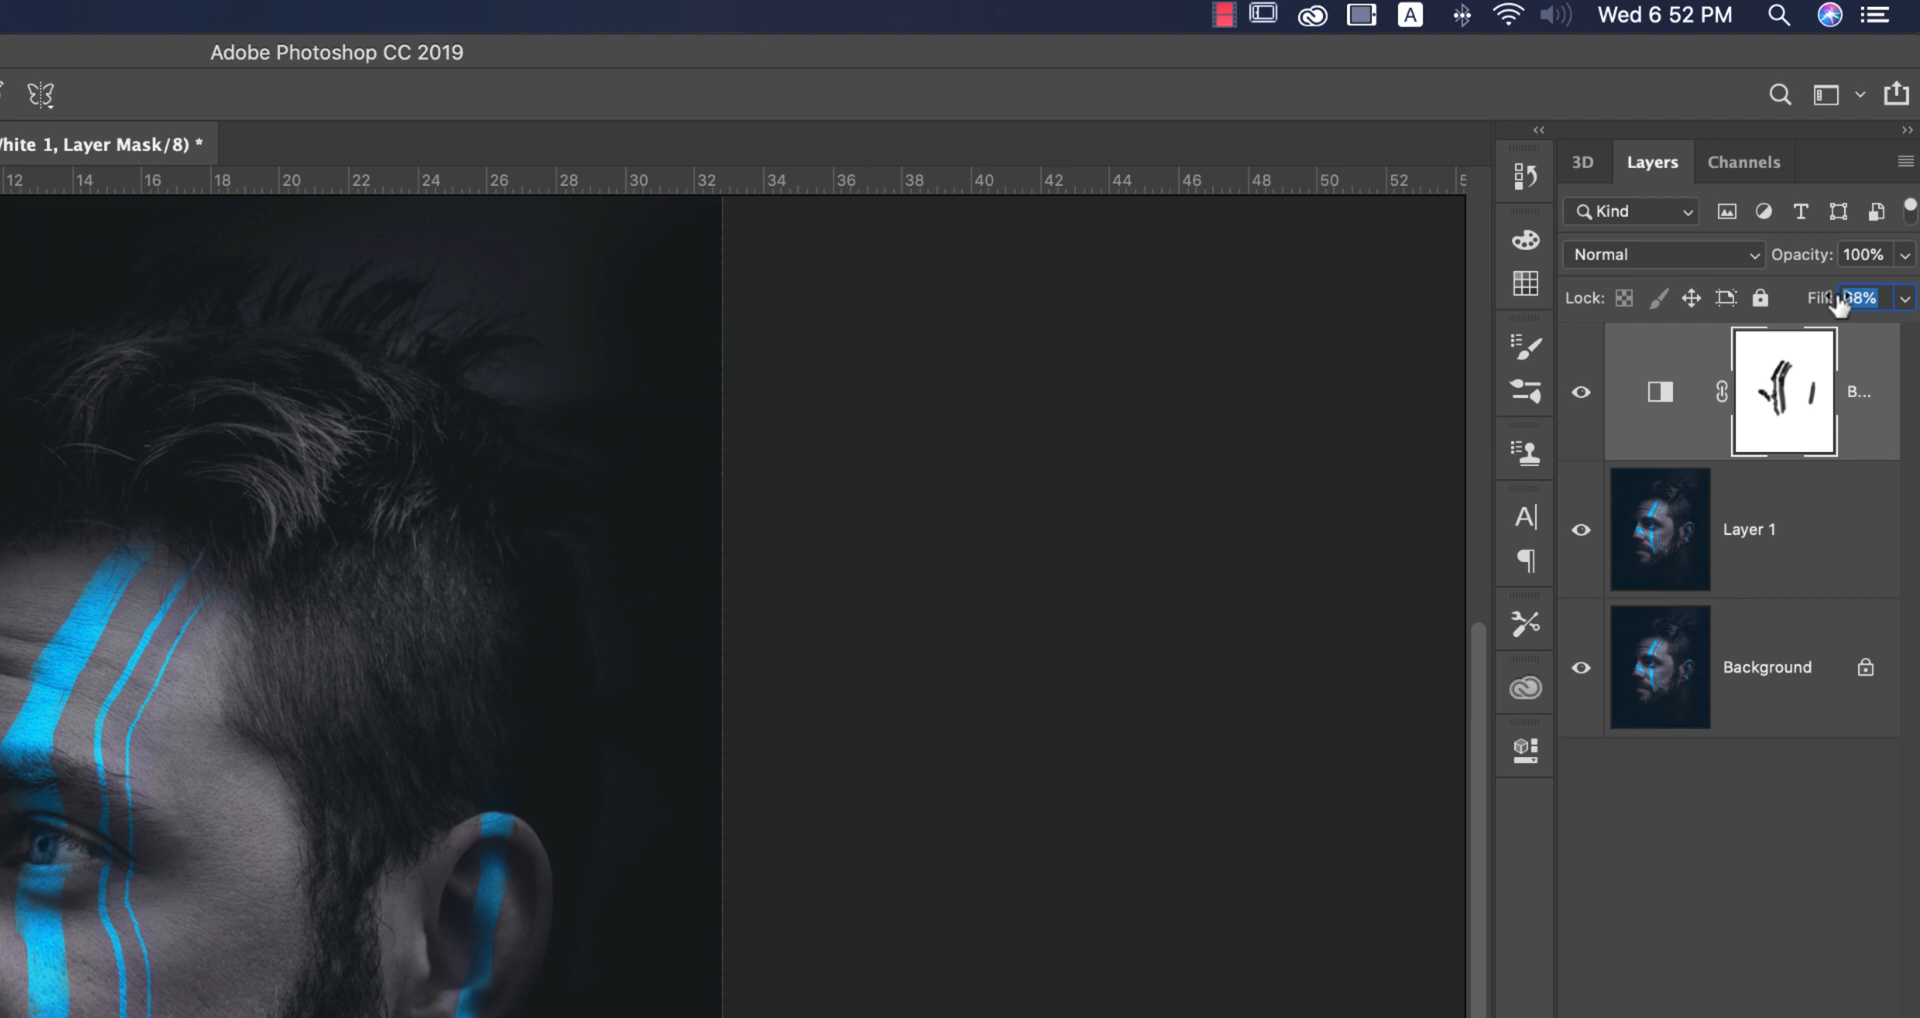 A
Wed 6 52 PM
Adobe Photoshop CC 2019
hite 1, Layer Mask/8) *
12 14 16 18 20 22 24 26 28 30 32 34 36 38 40 42 44 46 48 50 52 5
3D Layers Channels
Kind
Normal Opacity: 100%
Lock: Fill
B...
Layer 1
Background